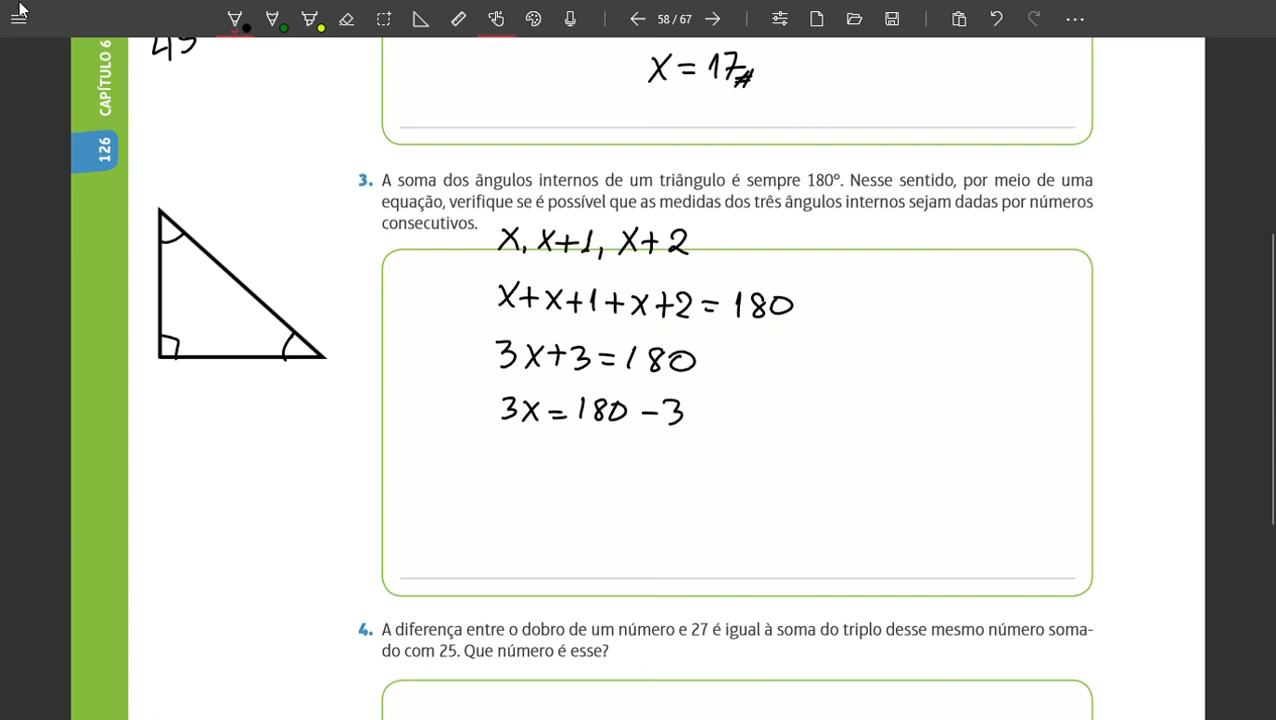 58 / 67
CAPÍTULO 6
126
45
X = 17
3. A soma dos ângulos internos de um triângulo é sempre 180º. Nesse sentido, por meio de uma
equação, verifique se é possível que as medidas dos três ângulos internos sejam dadas por números
consecutivos.
x, x+1, x+2
x+x+1+x+2 = 180
3x+3 = 180
3x = 180 - 3
4. A diferença entre o dobro de um número e 27 é igual à soma do triplo desse mesmo número soma-
do com 25. Que número é esse?